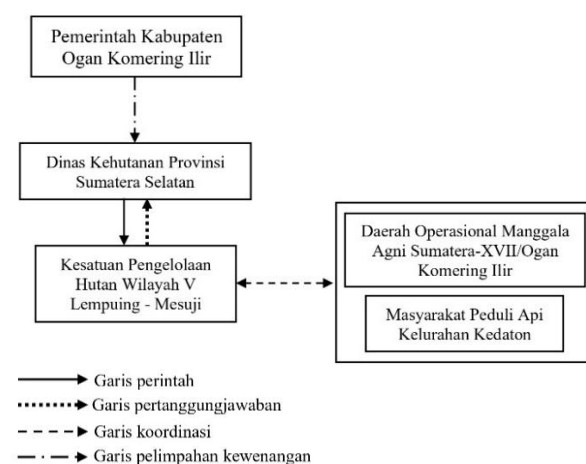 Pemerintah Kabupaten
Ogan Komering Ilir
Dinas Kehutanan Provinsi
Sumatera Selatan
Kesatuan Pengelolaan
Hutan Wilayah V
Lempuing - Mesuji
Daerah Operasional Manggala
Agni Sumatera-XVII/Ogan
Komering Ilir
Masyarakat Peduli Api
Kelurahan Kedaton
Garis perintah
Garis pertanggungjawaban
Garis koordinasi
Garis pelimpahan kewenangan